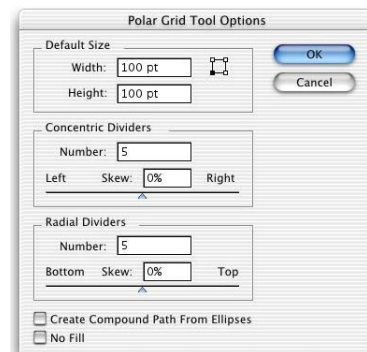 Polar Grid Tool Options
Default Size
Width: 100 pt
Height: 100 pt
OK
Cancel
Concentric Dividers
Number: 5
Left Skew: 0% Right
Radial Dividers
Number: 5
Bottom Skew: 0% Top
Create Compound Path From Ellipses
No Fill